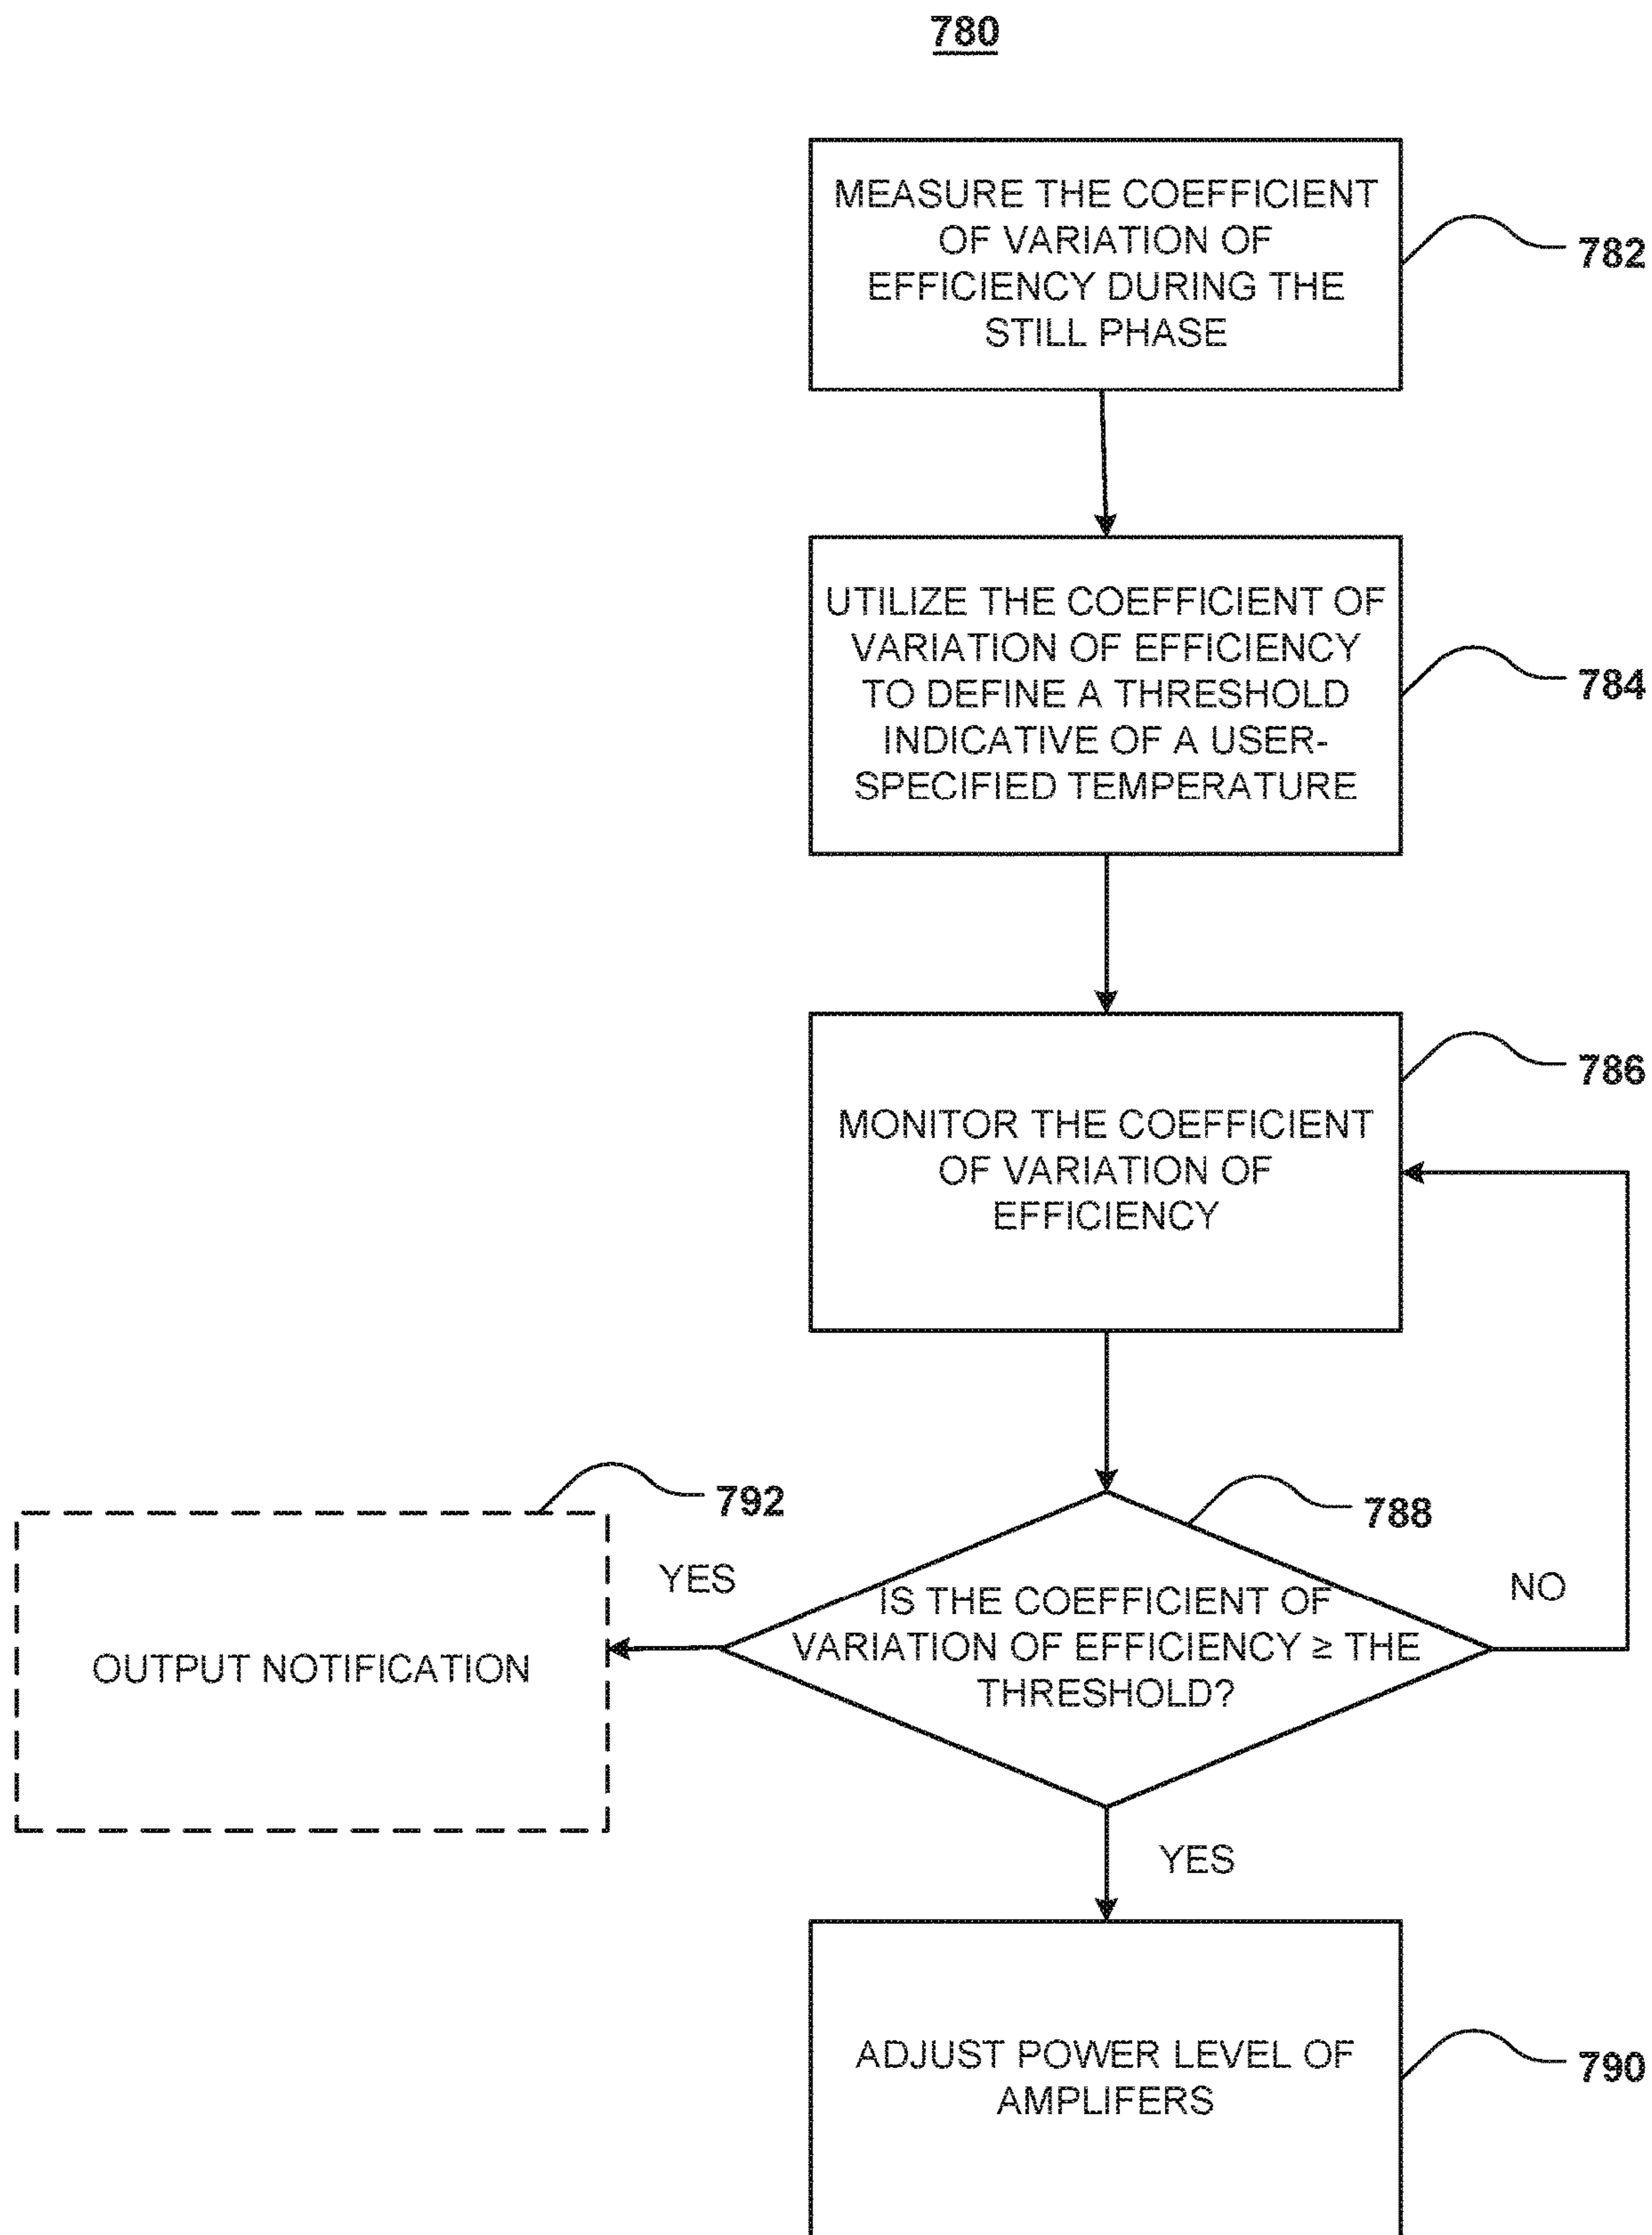 780
MEASURE THE COEFFICIENT
OF VARIATION OF
EFFICIENCY DURING THE
STILL PHASE
782
UTILIZE THE COEFFICIENT OF
VARIATION OF EFFICIENCY
TO DEFINE A THRESHOLD
INDICATIVE OF A USER-
SPECIFIED TEMPERATURE
784
MONITOR THE COEFFICIENT
OF VARIATION OF
EFFICIENCY
786
792
788
OUTPUT NOTIFICATION
YES
IS THE COEFFICIENT OF
VARIATION OF EFFICIENCY ≥ THE
THRESHOLD?
NO
YES
ADJUST POWER LEVEL OF
AMPLIFERS
790